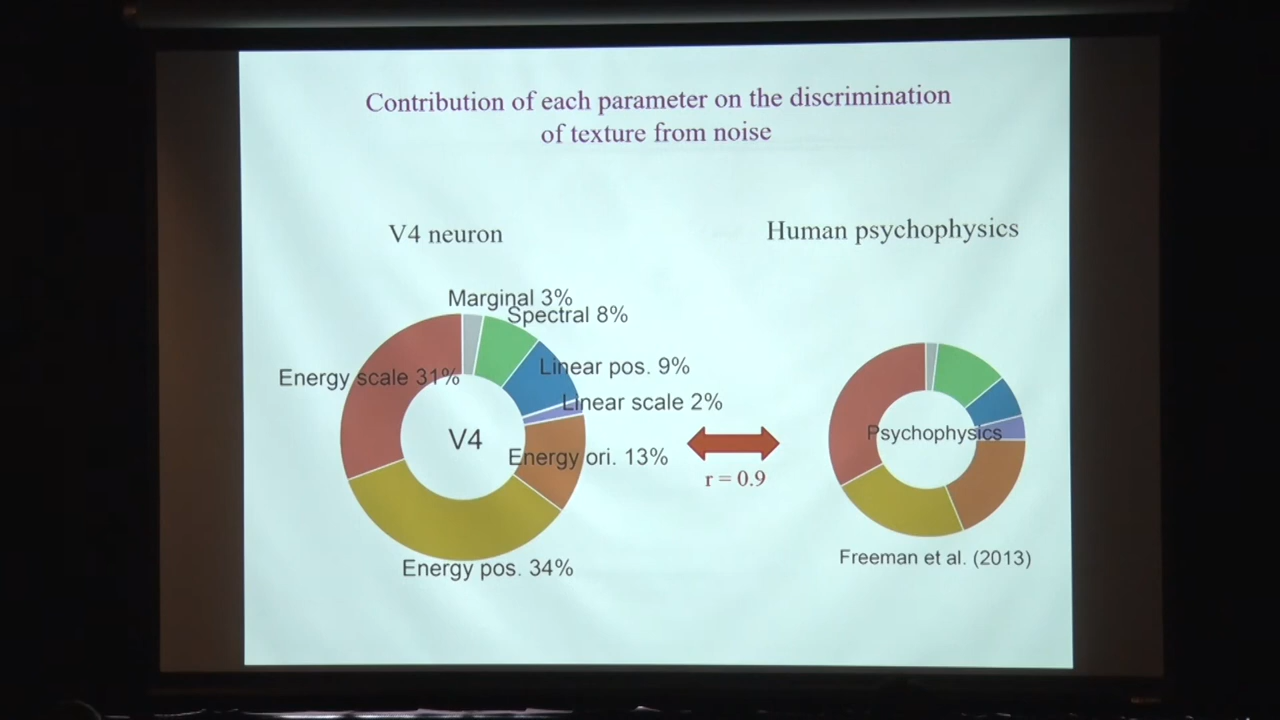 Contribution of each parameter on the discrimination
of texture from noise
V4 neuron
Human psychophysics
Marginal 3%
Spectral 8%
Linear pos. 9%
Energy scale 31%
Linear scale 2%
V4
Energy ori. 13%
Energy pos. 34%
r = 0.9
Psychophysics
Freeman et al. (2013)